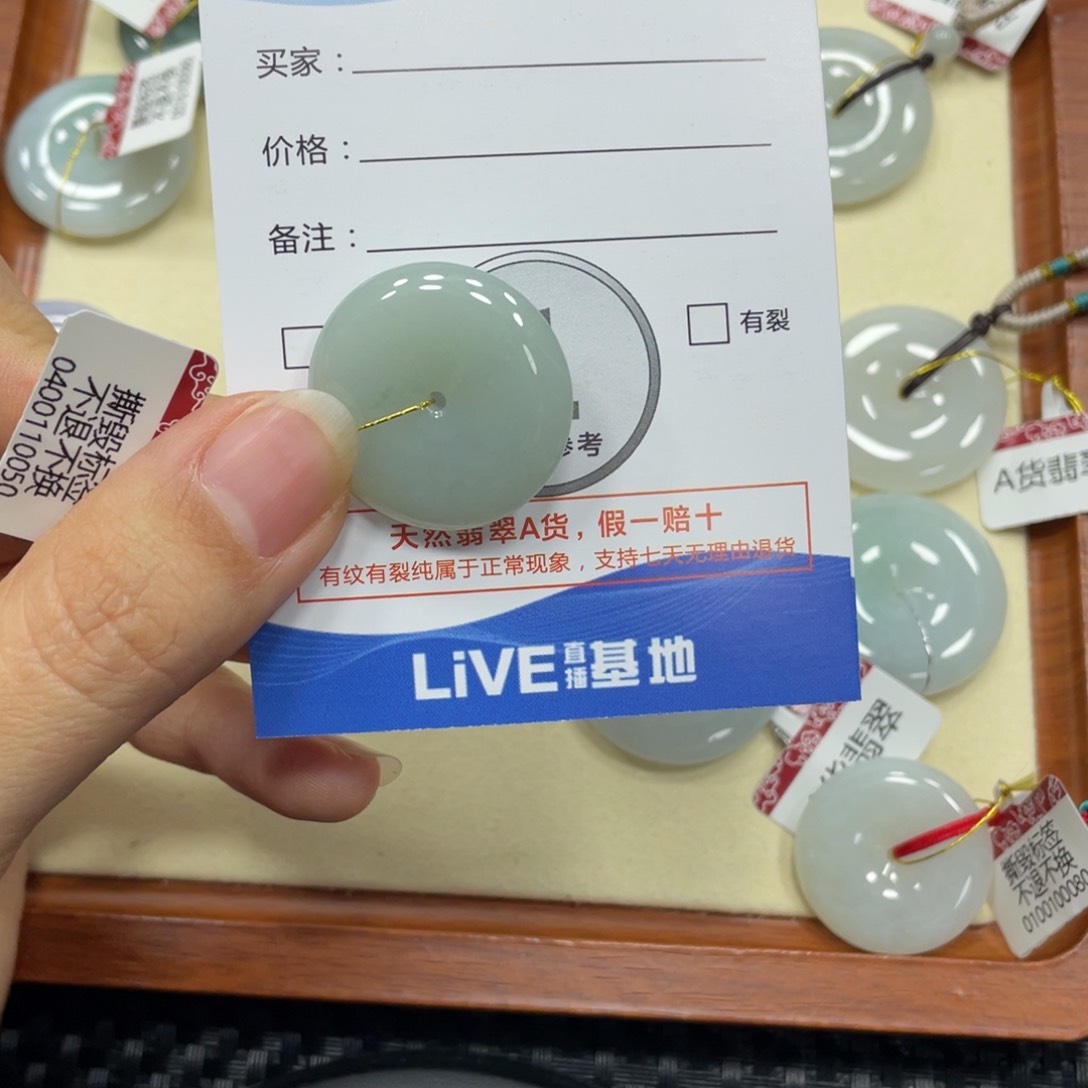 买家：
价格：
备注：
有裂
参考
天然翡翠A货，假一赔十
有纹有裂纯属于正常现象，支持七天无理由退货
LiVE直播基地
撕毁标签
不退不换
0400110050
A货翡翠
货翡翠
撕毁标签
不退不换
0100100080